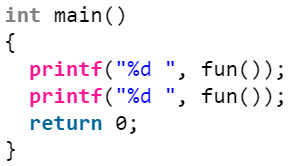 int main()
{
  printf("%d ", fun());
  printf("%d ", fun());
  return 0;
}